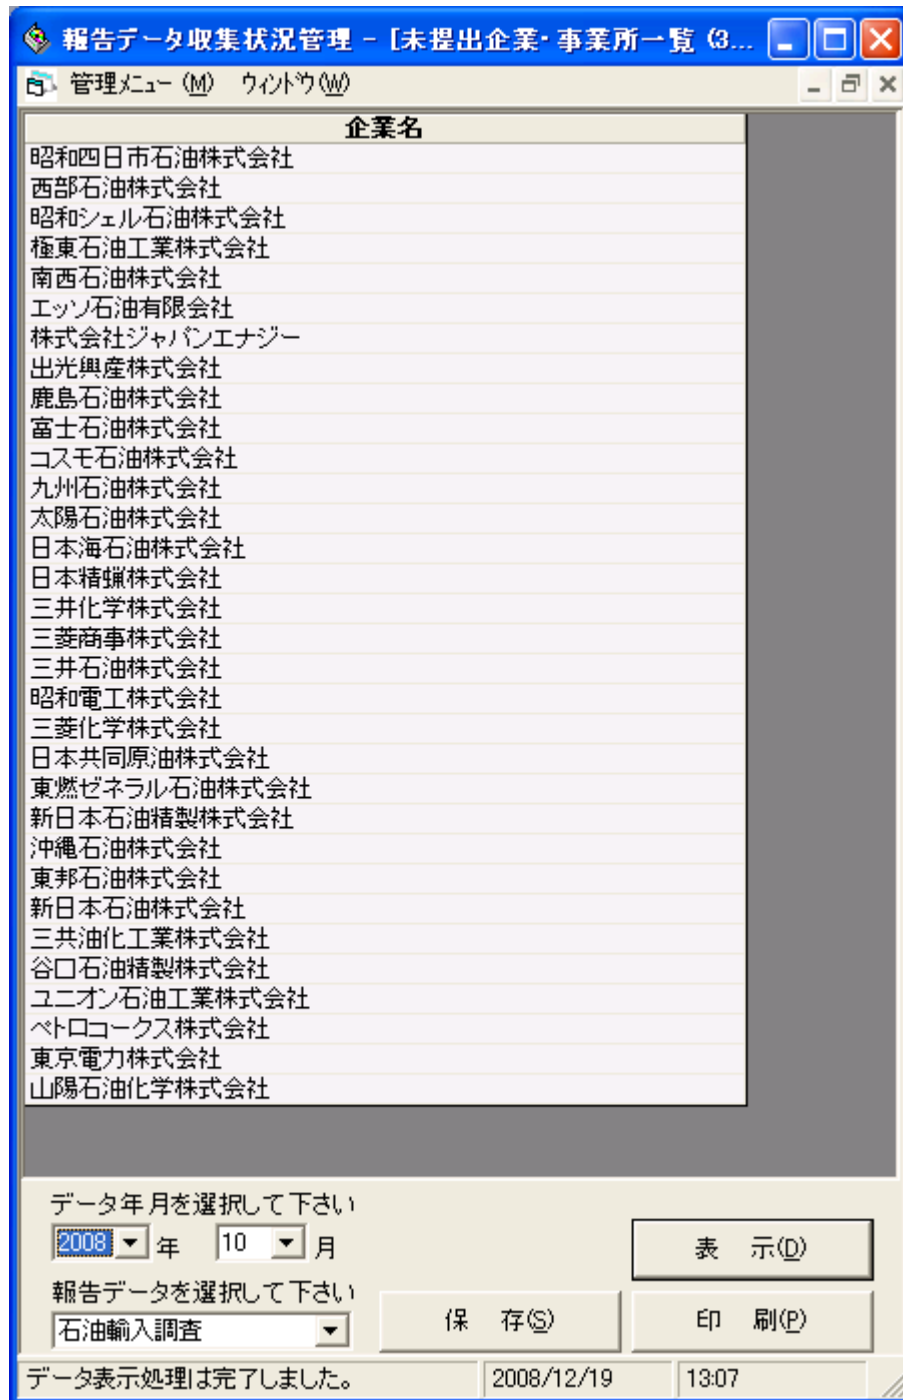 報告データ収集状況管理 - [未提出企業・事業所一覧 (3...
管理メニュー(M) ウィンドウ(W)
企業名
昭和四日市石油株式会社
西部石油株式会社
昭和シェル石油株式会社
極東石油工業株式会社
南西石油株式会社
エッソ石油有限会社
株式会社ジャパンエナジー
出光興産株式会社
鹿島石油株式会社
富士石油株式会社
コスモ石油株式会社
九州石油株式会社
太陽石油株式会社
日本海石油株式会社
日本精蝋株式会社
三井化学株式会社
三菱商事株式会社
三井石油株式会社
昭和電工株式会社
三菱化学株式会社
日本共同原油株式会社
東燃ゼネラル石油株式会社
新日本石油精製株式会社
沖縄石油株式会社
東邦石油株式会社
新日本石油株式会社
三共油化工業株式会社
谷口石油精製株式会社
ユニオン石油工業株式会社
ペトロコークス株式会社
東京電力株式会社
山陽石油化学株式会社
データ年月を選択して下さい
2008 年 10 月
表 示(D)
報告データを選択して下さい
石油輸入調査
保 存(S)
印 刷(P)
データ表示処理は完了しました。 2008/12/19 13:07